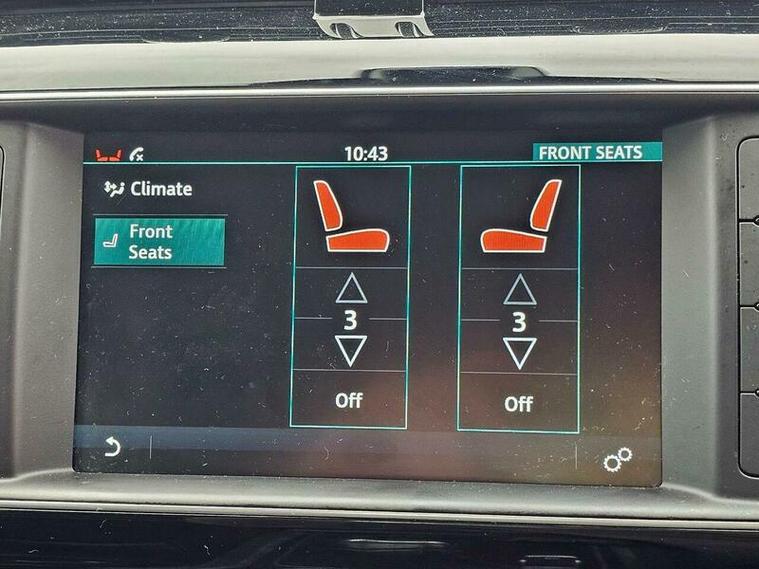 10:43
FRONT SEATS
Climate
Front
Seats
3
3
Off
Off